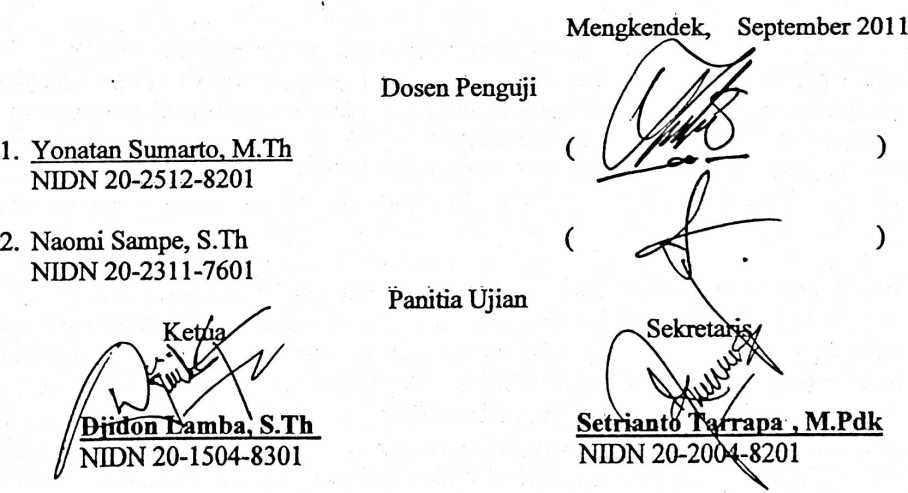 Mengkendek, September 2011
Dosen Penguji
1. Yonatan Sumarto, M.Th ( )
NIDN 20-2512-8201
2. Naomi Sampe, S.Th ( )
NIDN 20-2311-7601
Panitia Ujian
Ketua Sekretaris
Djidon Lamba, S.Th Setrianto Tarrapa , M.Pdk
NIDN 20-1504-8301 NIDN 20-2004-8201